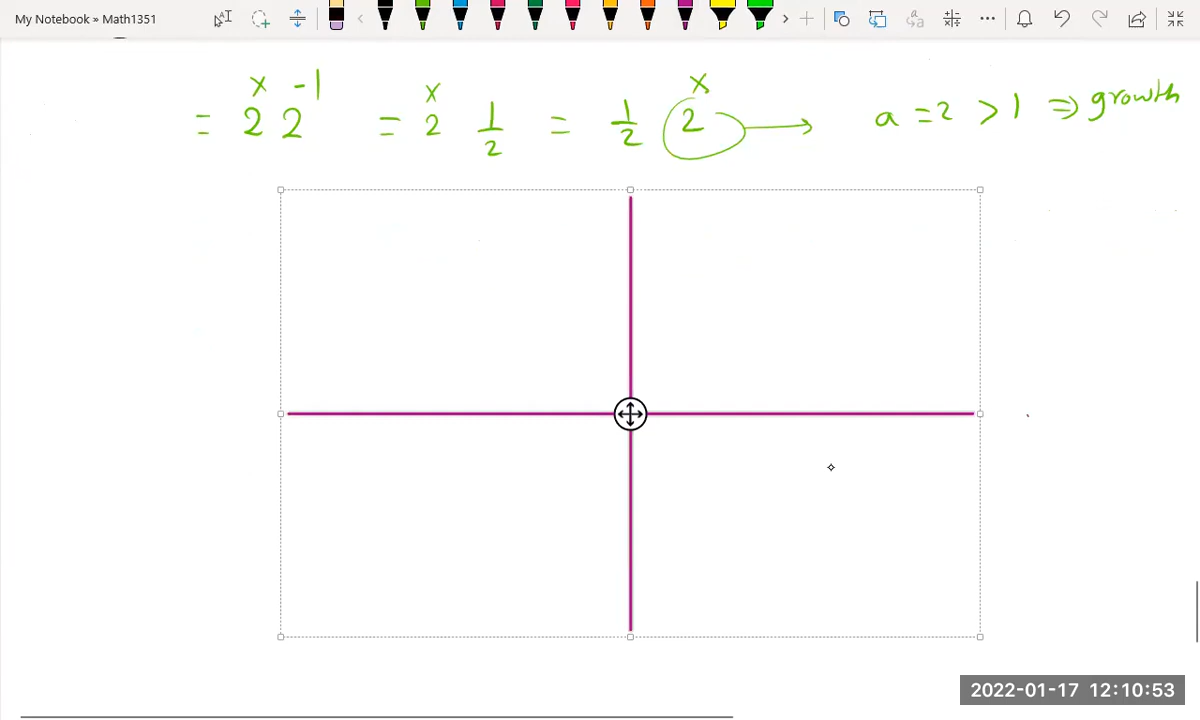 My Notebook » Math1351
= 2^x 2^-1 = 2^x 1/2 = 1/2 2^x → a = 2 > 1 ⇒ growth
2022-01-17 12:10:53